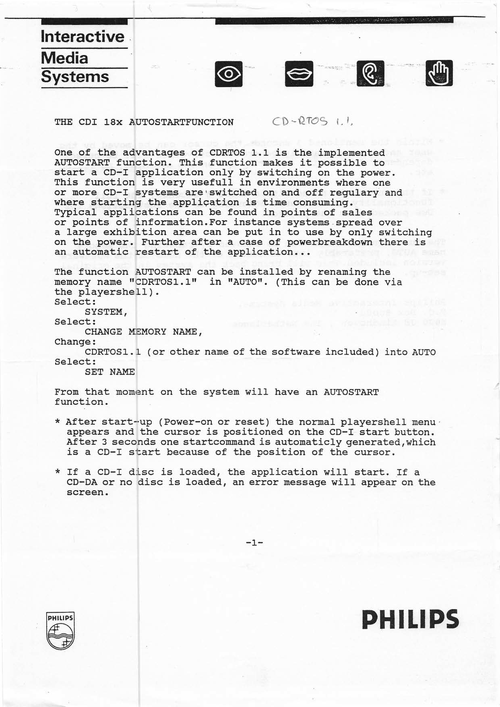 Interactive
Media
Systems
THE CDI 18x AUTOSTARTFUNCTION CD-RTOS 1.1.
One of the advantages of CDRTOS 1.1 is the implemented
AUTOSTART function. This function makes it possible to
start a CD-I application only by switching on the power.
This function is very usefull in environments where one
or more CD-I systems are switched on and off regulary and
where starting the application is time consuming.
Typical applications can be found in points of sales
or points of information.For instance systems spread over
a large exhibition area can be put in to use by only switching
on the power. Further after a case of powerbreakdown there is
an automatic restart of the application...
The function AUTOSTART can be installed by renaming the
memory name "CDRTOS1.1" in "AUTO". (This can be done via
the playershell).
Select:
SYSTEM,
Select:
CHANGE MEMORY NAME,
Change:
CDRTOS1.1 (or other name of the software included) into AUTO
Select:
SET NAME
From that moment on the system will have an AUTOSTART
function.
* After start-up (Power-on or reset) the normal playershell menu
appears and the cursor is positioned on the CD-I start button.
After 3 seconds one startcommand is automaticly generated,which
is a CD-I start because of the position of the cursor.
* If a CD-I disc is loaded, the application will start. If a
CD-DA or no disc is loaded, an error message will appear on the
screen.
-1-
PHILIPS
PHILIPS